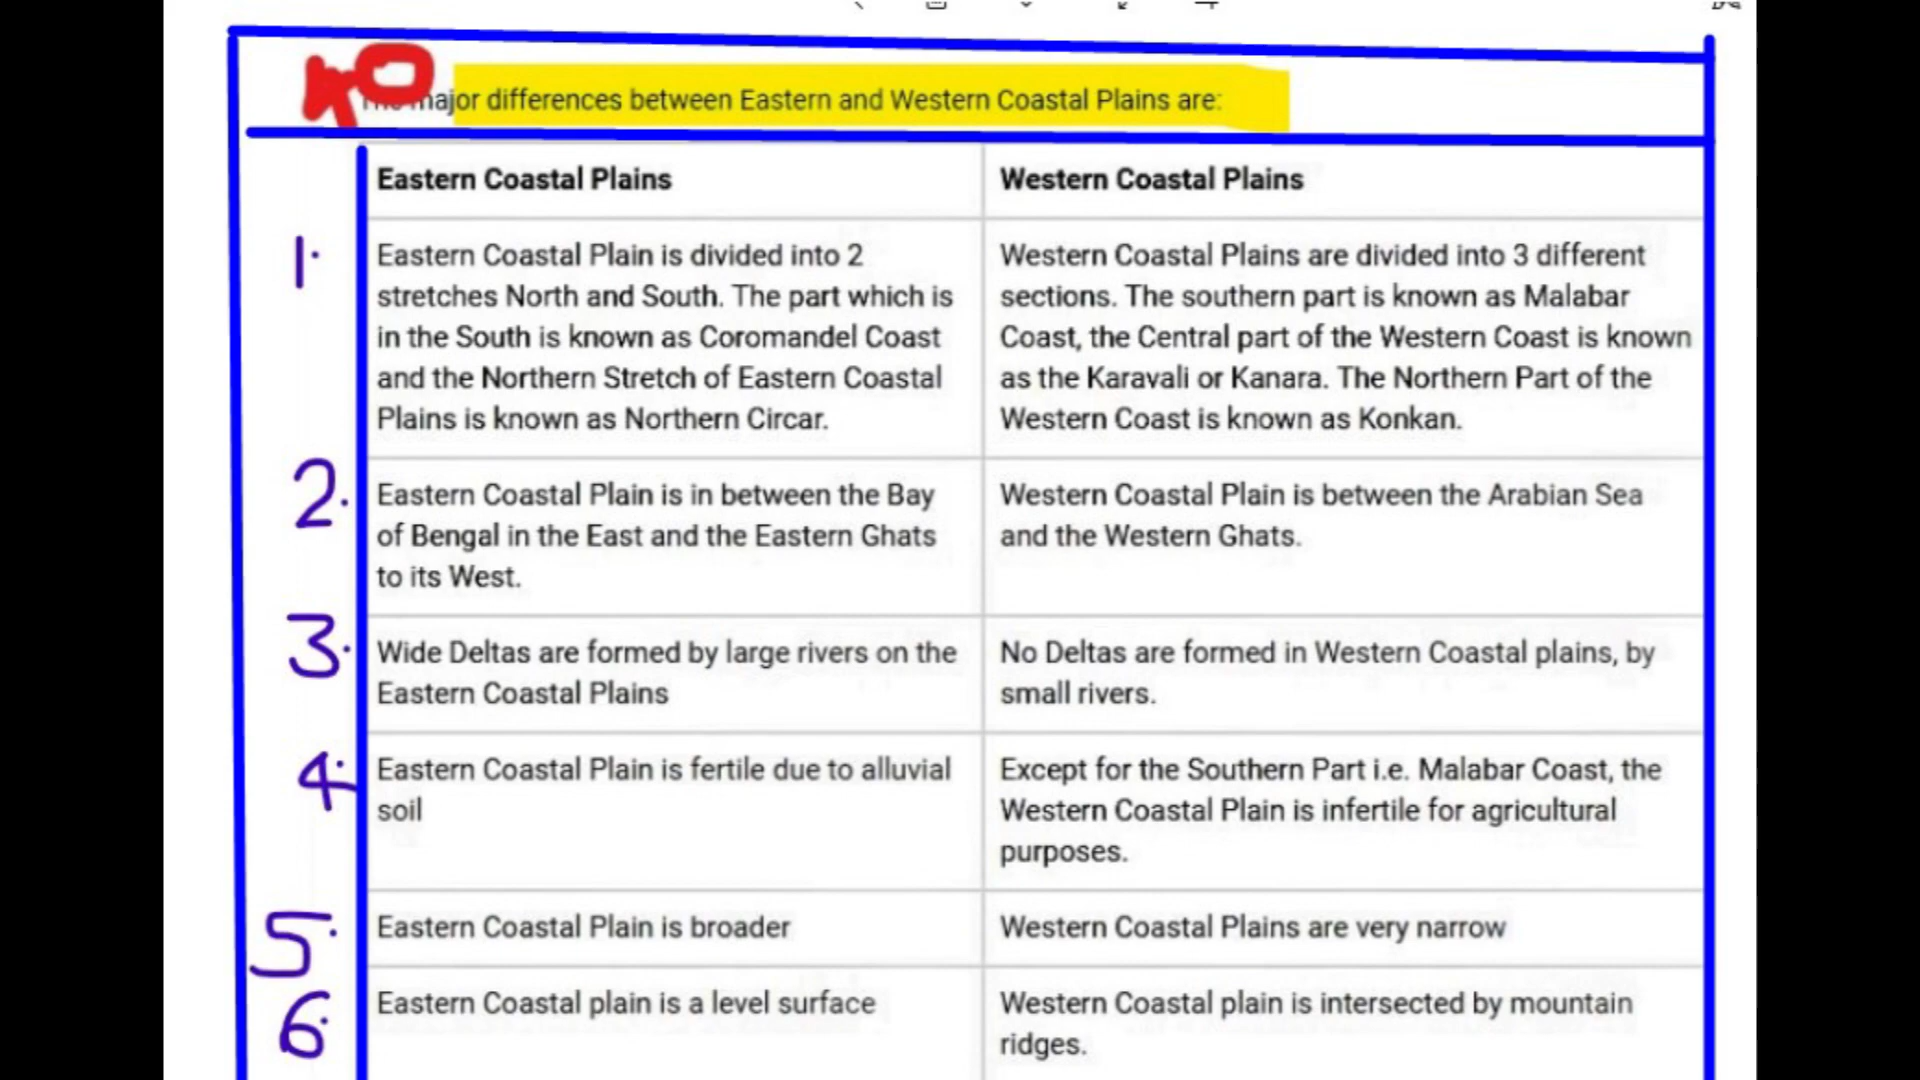 major differences between Eastern and Western Coastal Plains are:
Eastern Coastal Plains
Western Coastal Plains
1.
Eastern Coastal Plain is divided into 2
stretches North and South. The part which is
in the South is known as Coromandel Coast
and the Northern Stretch of Eastern Coastal
Plains is known as Northern Circar.
Western Coastal Plains are divided into 3 different
sections. The southern part is known as Malabar
Coast, the Central part of the Western Coast is known
as the Karavali or Kanara. The Northern Part of the
Western Coast is known as Konkan.
2.
Eastern Coastal Plain is in between the Bay
of Bengal in the East and the Eastern Ghats
to its West.
Western Coastal Plain is between the Arabian Sea
and the Western Ghats.
3.
Wide Deltas are formed by large rivers on the
Eastern Coastal Plains
No Deltas are formed in Western Coastal plains, by
small rivers.
4.
Eastern Coastal Plain is fertile due to alluvial
soil
Except for the Southern Part i.e. Malabar Coast, the
Western Coastal Plain is infertile for agricultural
purposes.
5.
Eastern Coastal Plain is broader
Western Coastal Plains are very narrow
6.
Eastern Coastal plain is a level surface
Western Coastal plain is intersected by mountain
ridges.